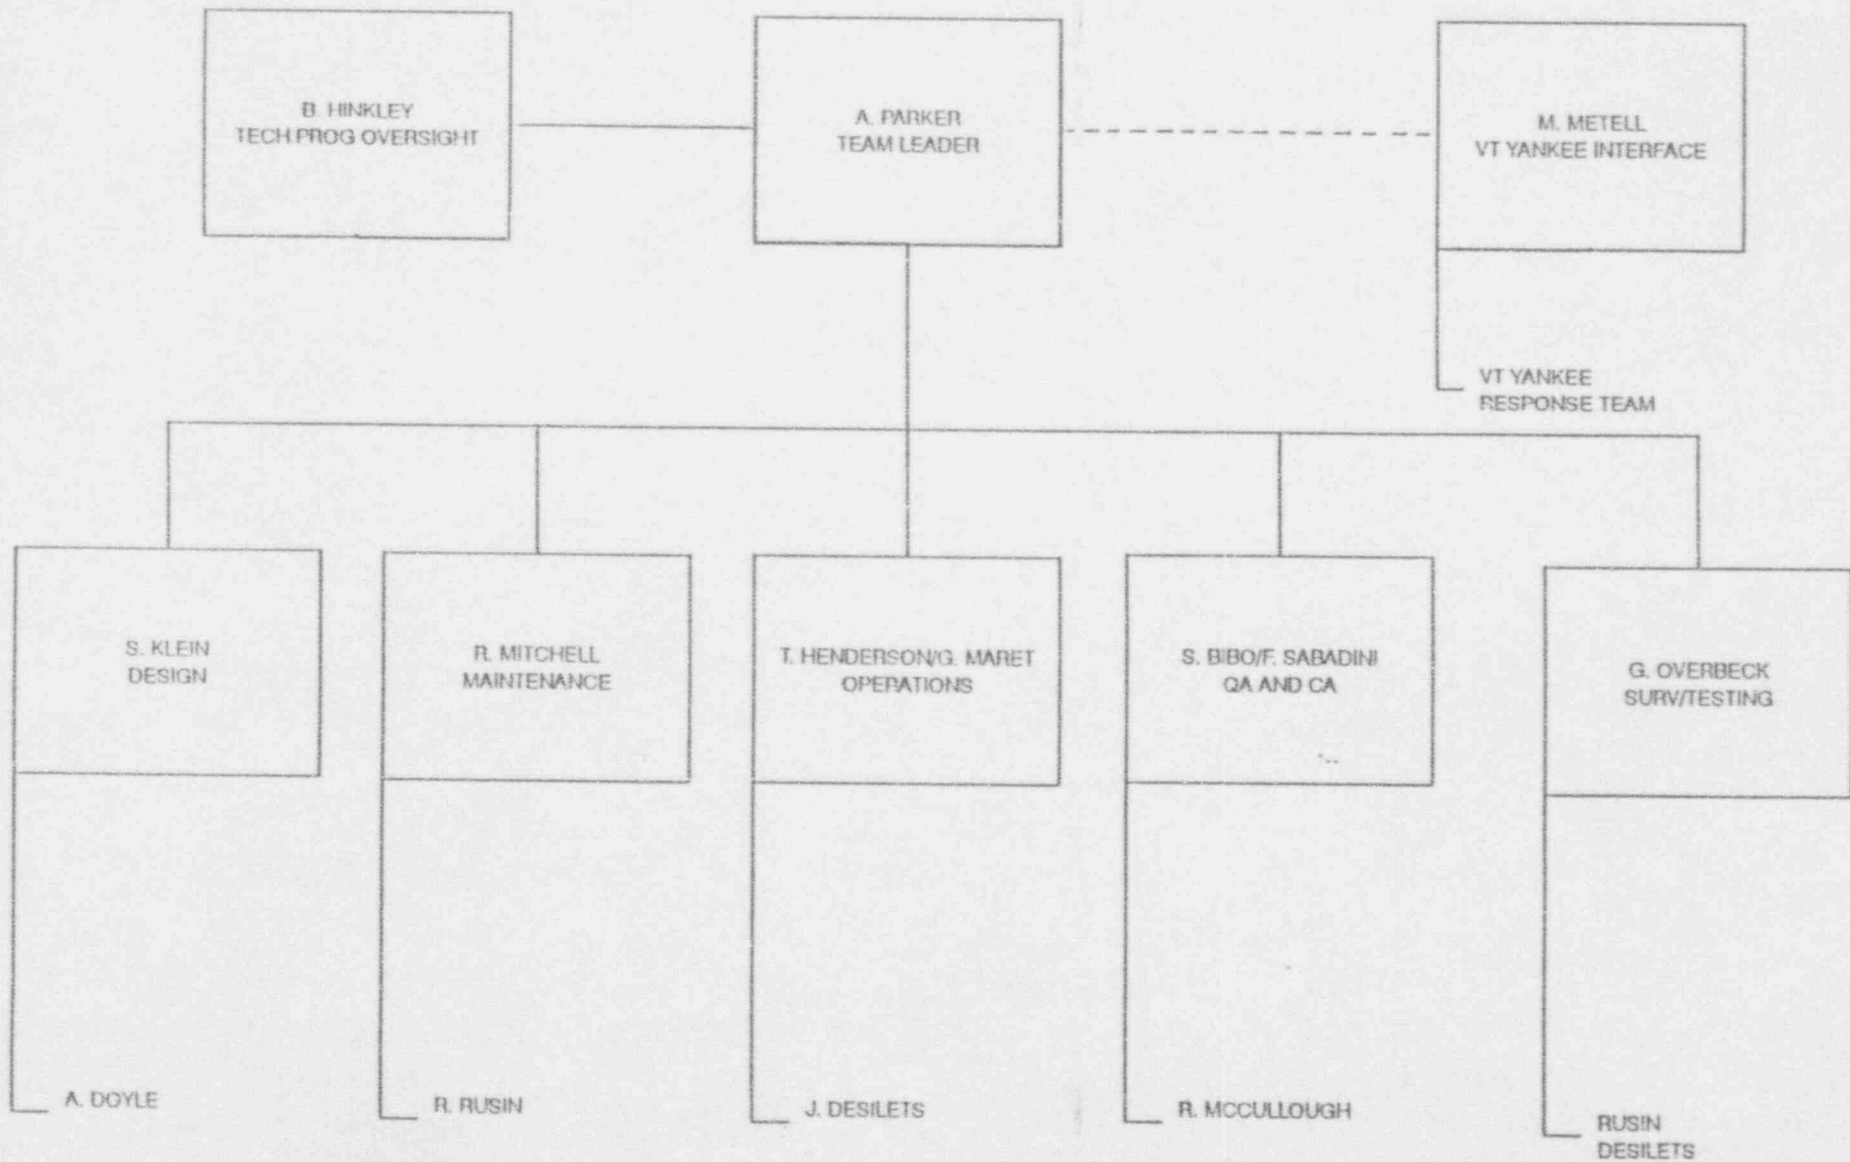 B. HINKLEY
TECH PROG OVERSIGHT
A. PARKER
TEAM LEADER
M. METELL
VT YANKEE INTERFACE
VT YANKEE
RESPONSE TEAM
S. KLEIN
DESIGN
R. MITCHELL
MAINTENANCE
T. HENDERSON/G. MARET
OPERATIONS
S. BIBO/F. SABADINI
QA AND CA
G. OVERBECK
SURV/TESTING
A. DOYLE
R. RUSIN
J. DESILETS
R. MCCULLOUGH
RUSIN
DESILETS